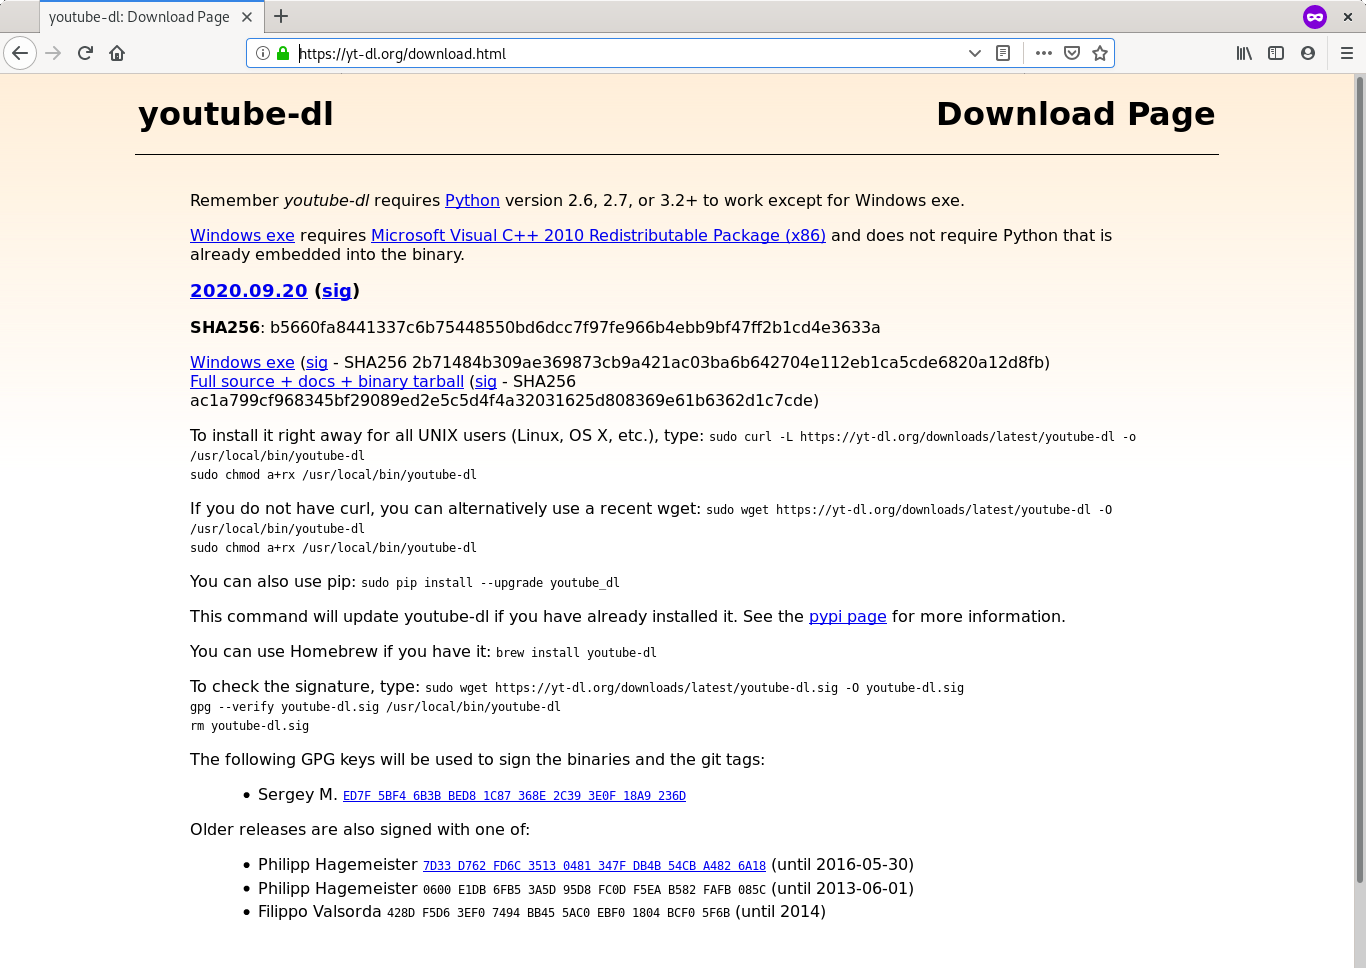 youtube-dl: Download Page
https://yt-dl.org/download.html
youtube-dl
Download Page
Remember youtube-dl requires Python version 2.6, 2.7, or 3.2+ to work except for Windows exe.
Windows exe requires Microsoft Visual C++ 2010 Redistributable Package (x86) and does not require Python that is
already embedded into the binary.
2020.09.20 (sig)
SHA256: b5660fa8441337c6b75448550bd6dcc7f97fe966b4ebb9bf47ff2b1cd4e3633a
Windows exe (sig - SHA256 2b71484b309ae369873cb9a421ac03ba6b642704e112eb1ca5cde6820a12d8fb)
Full source + docs + binary tarball (sig - SHA256
ac1a799cf968345bf29089ed2e5c5d4f4a32031625d808369e61b6362d1c7cde)
To install it right away for all UNIX users (Linux, OS X, etc.), type: sudo curl -L https://yt-dl.org/downloads/latest/youtube-dl -o
/usr/local/bin/youtube-dl
sudo chmod a+rx /usr/local/bin/youtube-dl
If you do not have curl, you can alternatively use a recent wget: sudo wget https://yt-dl.org/downloads/latest/youtube-dl -O
/usr/local/bin/youtube-dl
sudo chmod a+rx /usr/local/bin/youtube-dl
You can also use pip: sudo pip install --upgrade youtube_dl
This command will update youtube-dl if you have already installed it. See the pypi page for more information.
You can use Homebrew if you have it: brew install youtube-dl
To check the signature, type: sudo wget https://yt-dl.org/downloads/latest/youtube-dl.sig -O youtube-dl.sig
gpg --verify youtube-dl.sig /usr/local/bin/youtube-dl
rm youtube-dl.sig
The following GPG keys will be used to sign the binaries and the git tags:
• Sergey M. ED7F 5BF4 6B3B BED8 1C87 368E 2C39 3E0F 18A9 236D
Older releases are also signed with one of:
• Philipp Hagemeister 7D33 D762 FD6C 3513 0481 347F DB4B 54CB A482 6A18 (until 2016-05-30)
• Philipp Hagemeister 0600 E1DB 6FB5 3A5D 95D8 FC0D F5EA B582 FAFB 085C (until 2013-06-01)
• Filippo Valsorda 428D F5D6 3EF0 7494 BB45 5AC0 EBF0 1804 BCF0 5F6B (until 2014)